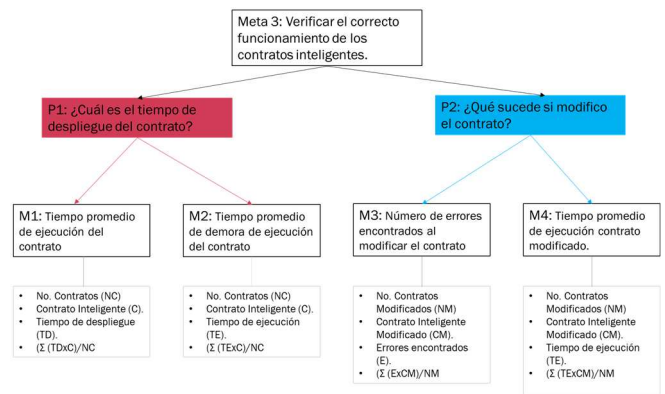 Meta 3: Verificar el correcto
funcionamiento de los
contratos inteligentes.
P1: ¿Cuál es el tiempo de
despliegue del contrato?
P2: ¿Qué sucede si modifico
el contrato?
M1: Tiempo promedio
de ejecución del
contrato
M2: Tiempo promedio
de demora de ejecución
del contrato
M3: Número de errores
encontrados al
modificar el contrato
M4: Tiempo promedio
de ejecución contrato
modificado.
• No. Contratos (NC)
• Contrato Inteligente (C).
• Tiempo de despliegue
(TD).
• (Σ (TDxC)/NC
• No. Contratos (NC)
• Contrato Inteligente (C).
• Tiempo de ejecución
(TE).
• (Σ (TExC)/NC
• No. Contratos
Modificados (NM)
• Contrato Inteligente
Modificado (CM).
• Errores encontrados
(E).
• (Σ (ExCM)/NM
• No. Contratos
Modificados (NM)
• Contrato Inteligente
Modificado (CM).
• Tiempo de ejecución
(TE).
• (Σ (TExCM)/NM